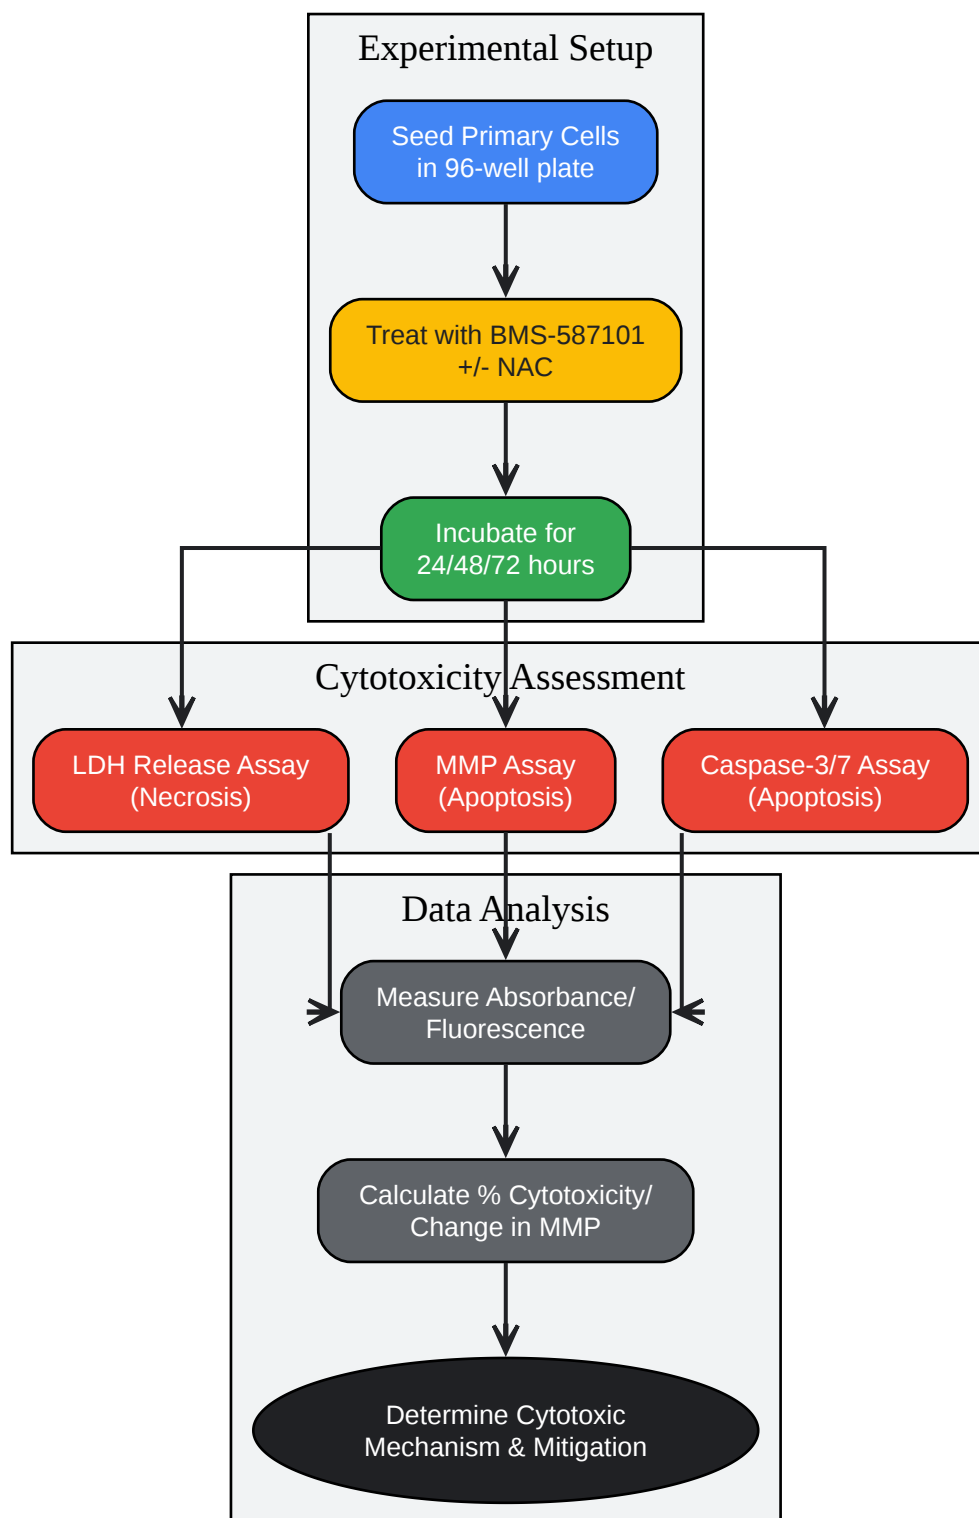 Experimental Setup
Seed Primary Cells
in 96-well plate
Treat with BMS-587101
+/- NAC
Incubate for
24/48/72 hours
Cytotoxicity Assessment
LDH Release Assay
(Necrosis)
MMP Assay
(Apoptosis)
Caspase-3/7 Assay
(Apoptosis)
Data Analysis
Measure Absorbance/
Fluorescence
Calculate % Cytotoxicity/
Change in MMP
Determine Cytotoxic
Mechanism & Mitigation